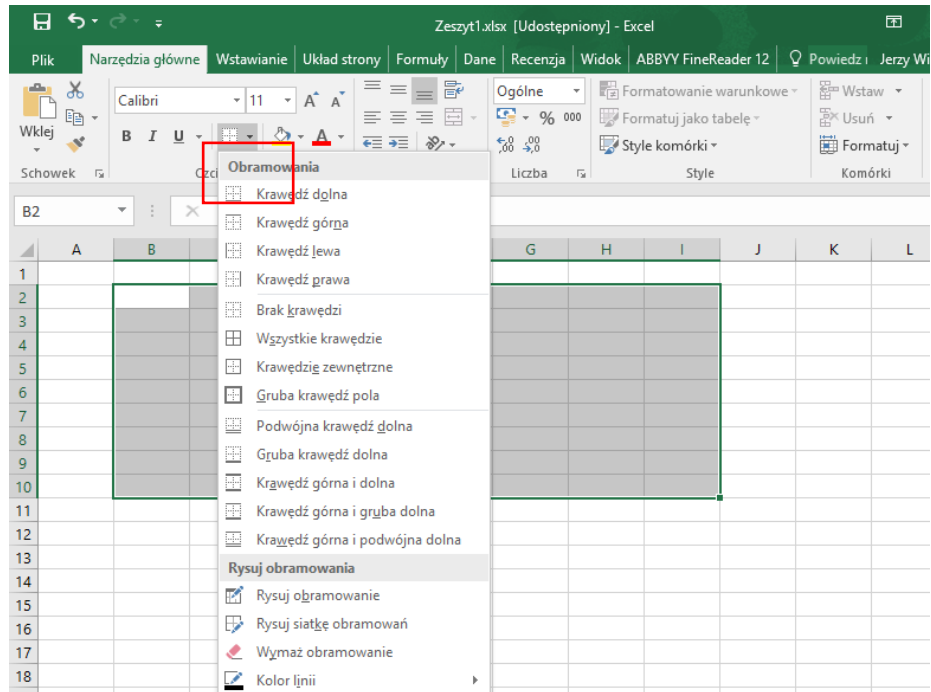 Zeszyt1.xlsx [Udostępniony] - Excel
Plik Narzędzia główne Wstawianie Układ strony Formuły Dane Recenzja Widok ABBYY FineReader 12 Powiedz Jerzy Wi
Calibri 11 Ogólne Formatowanie warunkowe Wstaw
Wklej B I U A % 000 Formatuj jako tabelę Usuń
Style komórki Formatuj
Schowek Czci Liczba Style Komórki
B2
Obramowania
Krawędź dolna
Krawędź górna
Krawędź lewa
Krawędź prawa
Brak krawędzi
Wszystkie krawędzie
Krawędzie zewnętrzne
Gruba krawędź pola
Podwójna krawędź dolna
Gruba krawędź dolna
Krawędź górna i dolna
Krawędź górna i gruba dolna
Krawędź górna i podwójna dolna
Rysuj obramowania
Rysuj obramowanie
Rysuj siatkę obramowań
Wymaż obramowanie
Kolor linii
A B G H I J K L
1
2
3
4
5
6
7
8
9
10
11
12
13
14
15
16
17
18